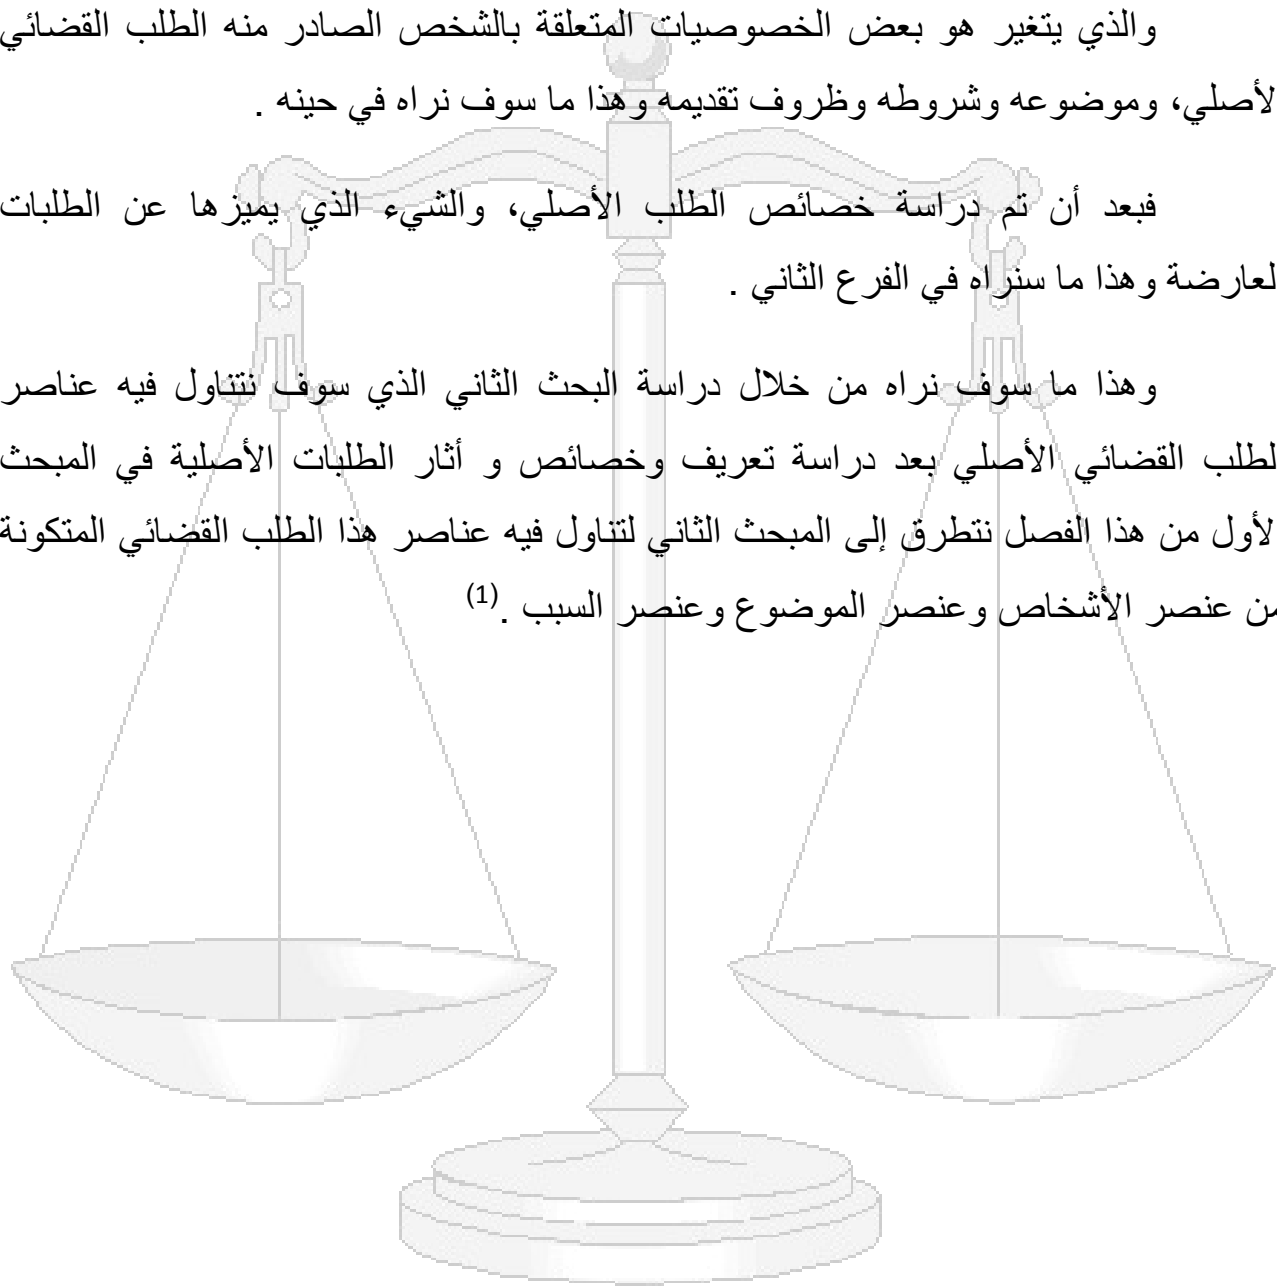 والذي يتغير هو بعض الخصوصيات المتعلقة بالشخص الصادر منه الطلب القضائي
لأصلي، وموضوعه وشروطه وظروف تقديمه وهذا ما سوف نراه في حينه .
فبعد أن تم دراسة خصائص الطلب الأصلي، والشيء الذي يميزها عن الطلبات
لعارضة وهذا ما سنراه في الفرع الثاني .
وهذا ما سوف نراه من خلال دراسة البحث الثاني الذي سوف نتناول فيه عناصر
لطلب القضائي الأصلي بعد دراسة تعريف وخصائص و أثار الطلبات الأصلية في المبحث
لأول من هذا الفصل نتطرق إلى المبحث الثاني لتناول فيه عناصر هذا الطلب القضائي المتكونة
من عنصر الأشخاص وعنصر الموضوع وعنصر السبب .(1)